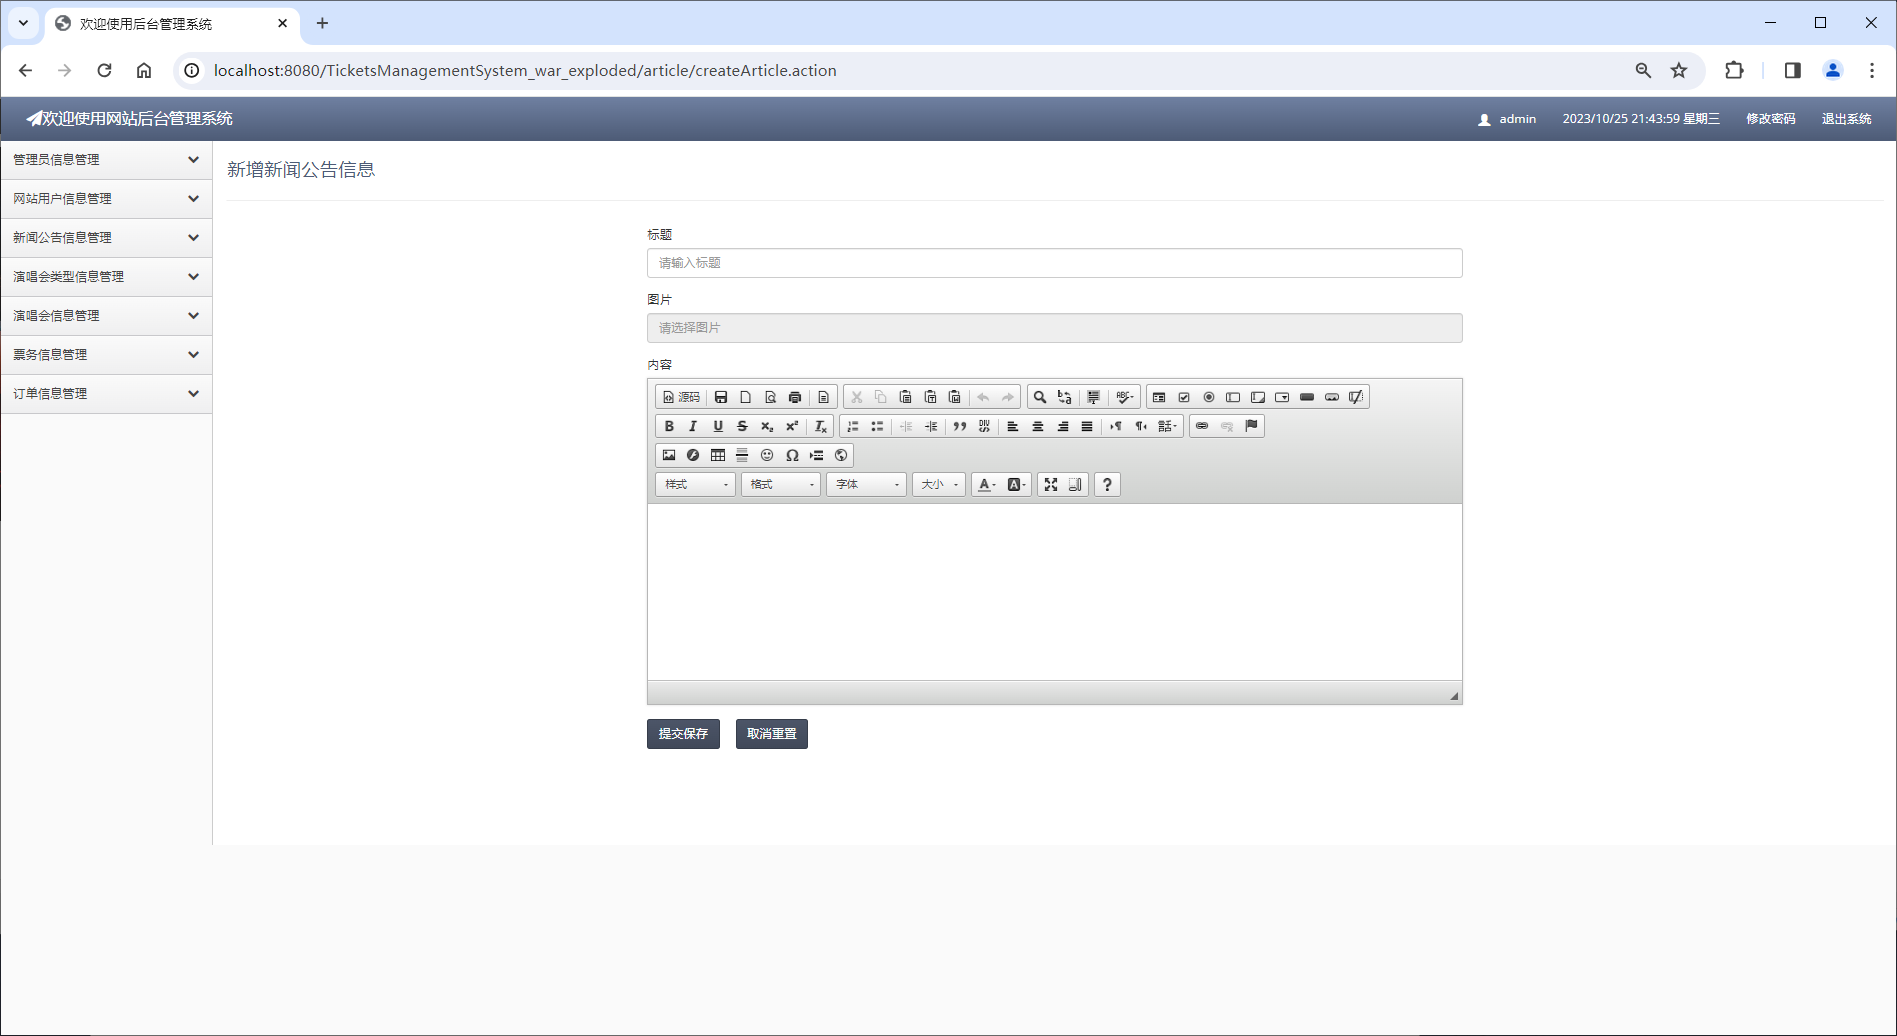 欢迎使用后台管理系统
localhost:8080/TicketsManagementSystem_war_exploded/article/createArticle.action
欢迎使用网站后台管理系统
admin 2023/10/25 21:43:59 星期三 修改密码 退出系统
管理员信息管理
网站用户信息管理
新闻公告信息管理
演唱会类型信息管理
演唱会信息管理
票务信息管理
订单信息管理
新增新闻公告信息
标题
请输入标题
图片
请选择图片
内容
源码
样式 格式 字体 大小
提交保存 取消重置